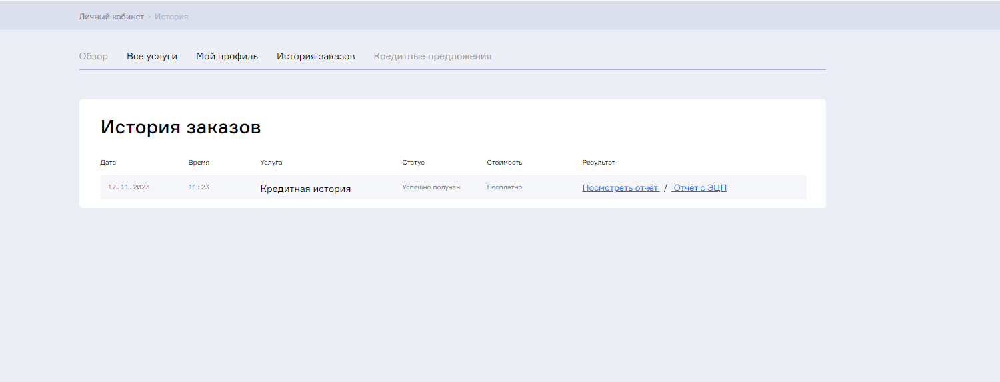 Личный кабинет › История
Обзор Все услуги Мой профиль История заказов Кредитные предложения
История заказов
Дата Время Услуга Статус Стоимость Результат
17.11.2023 11:23 Кредитная история Успешно получен Бесплатно Посмотреть отчёт / Отчёт с ЭЦП